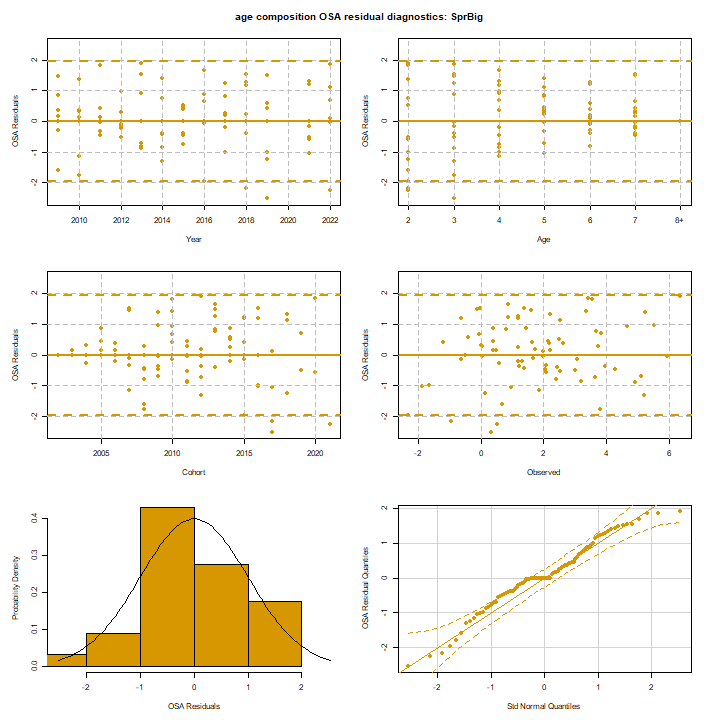 age composition OSA residual diagnostics: SprBig
OSA Residuals
2
1
0
-1
-2
2010 2012 2014 2016 2018 2020 2022
Year
OSA Residuals
2
1
0
-1
-2
2 3 4 5 6 7 8+
Age
OSA Residuals
2
1
0
-1
-2
2005 2010 2015 2020
Cohort
OSA Residuals
2
1
0
-1
-2
-2 0 2 4 6
Observed
Probability Density
0.4
0.3
0.2
0.1
0.0
-2 -1 0 1 2
OSA Residuals
OSA Residual Quantiles
2
1
0
-1
-2
-2 -1 0 1 2
Std Normal Quantiles